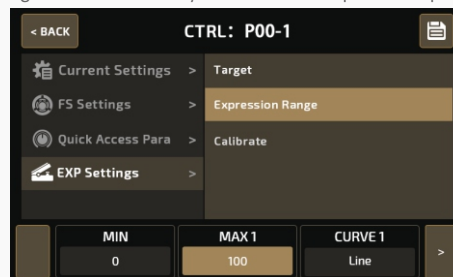 < BACK
CTRL: P00-1
Current Settings >
FS Settings >
Quick Access Para >
EXP Settings >
Target
Expression Range
Calibrate
MIN
0
MAX 1
100
CURVE 1
Line
>